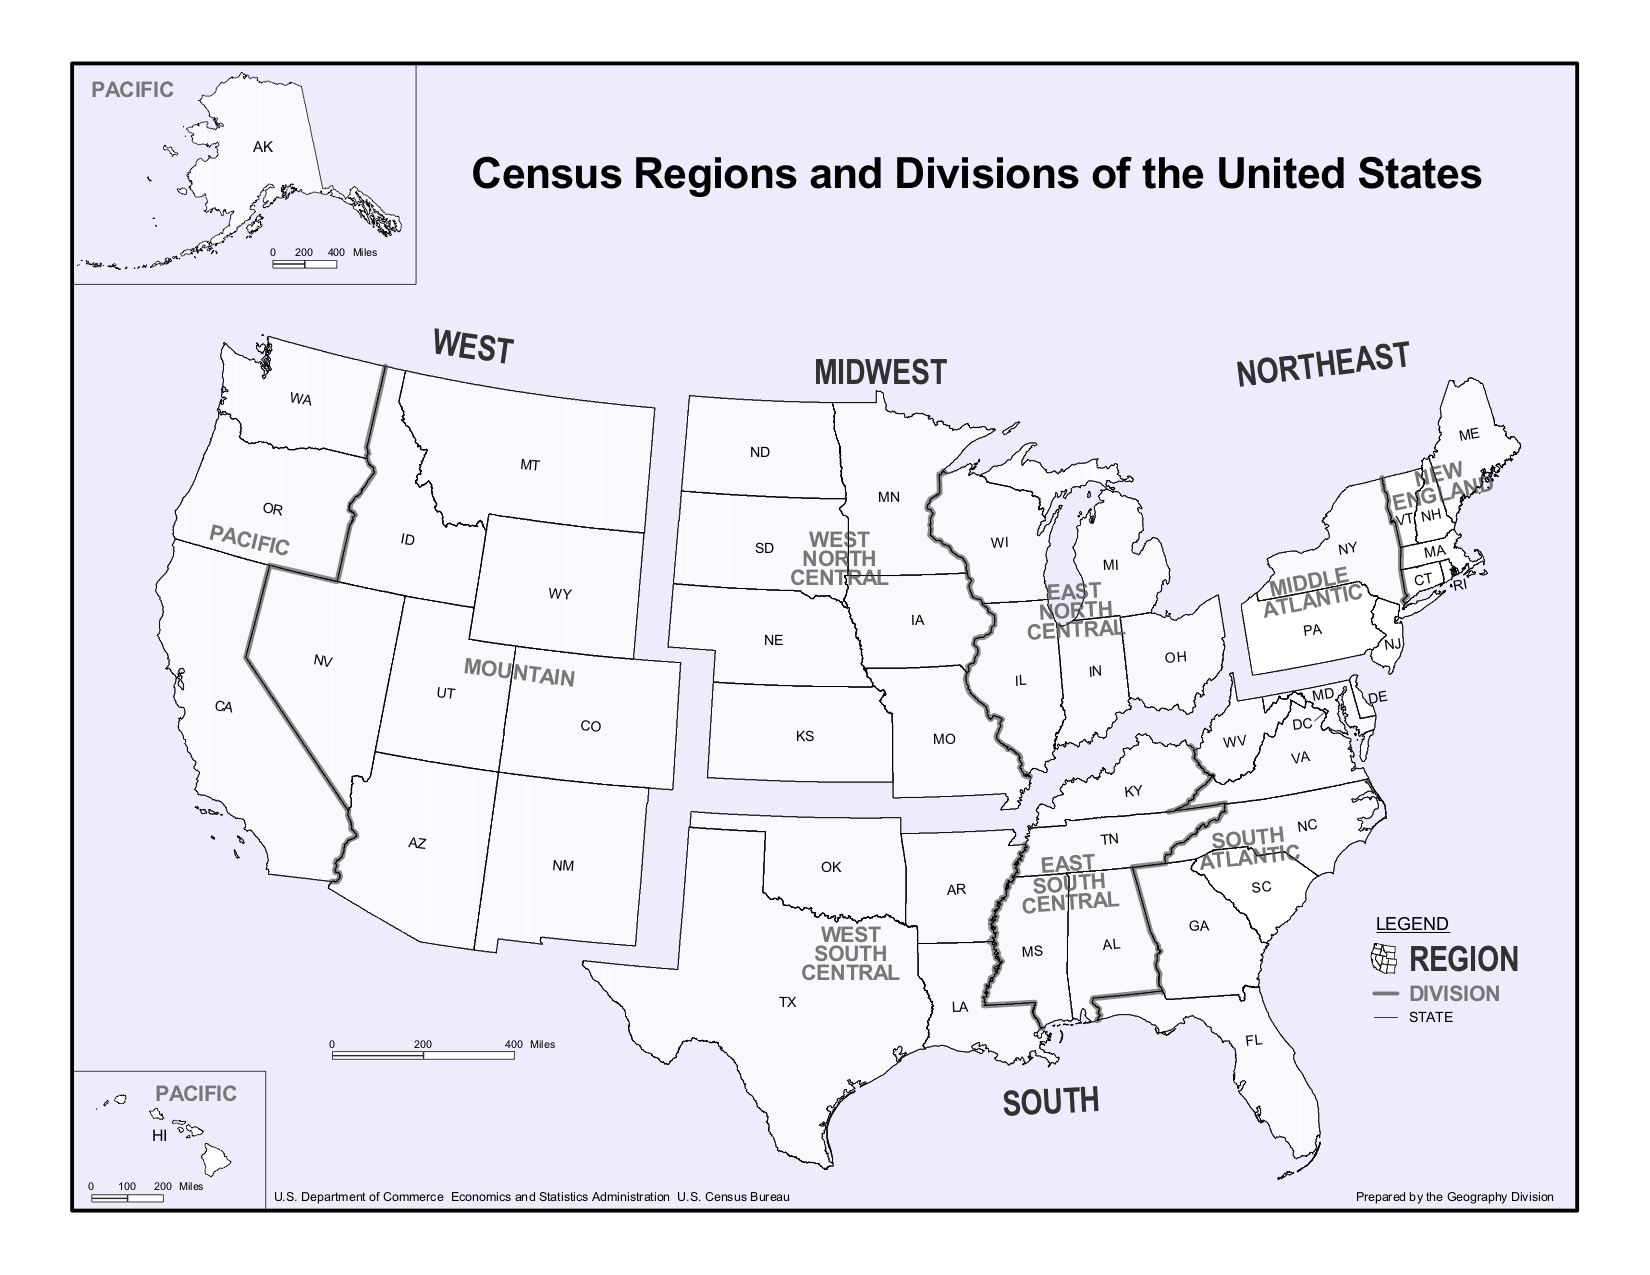 PACIFIC
AK
0 200 400 Miles
Census Regions and Divisions of the United States
WEST
MIDWEST
NORTHEAST
WA
MT
OR
ID
PACIFIC
WY
NV
MOUNTAIN
UT
CO
CA
AZ
NM
ND
MN
SD
WEST
NORTH
CENTRAL
IA
NE
KS
MO
WI
MI
EAST
NORTH
CENTRAL
IL
IN
OH
ME
NEW
ENGLAND
VT
NH
MA
CT
RI
NY
MIDDLE
ATLANTIC
PA
NJ
MD
DE
DC
WV
VA
KY
TN
NC
SOUTH
ATLANTIC
SC
EAST
SOUTH
CENTRAL
MS
AL
GA
FL
OK
AR
WEST
SOUTH
CENTRAL
TX
LA
SOUTH
LEGEND
REGION
DIVISION
STATE
0 200 400 Miles
PACIFIC
HI
0 100 200 Miles
U.S. Department of Commerce Economics and Statistics Administration U.S. Census Bureau
Prepared by the Geography Division